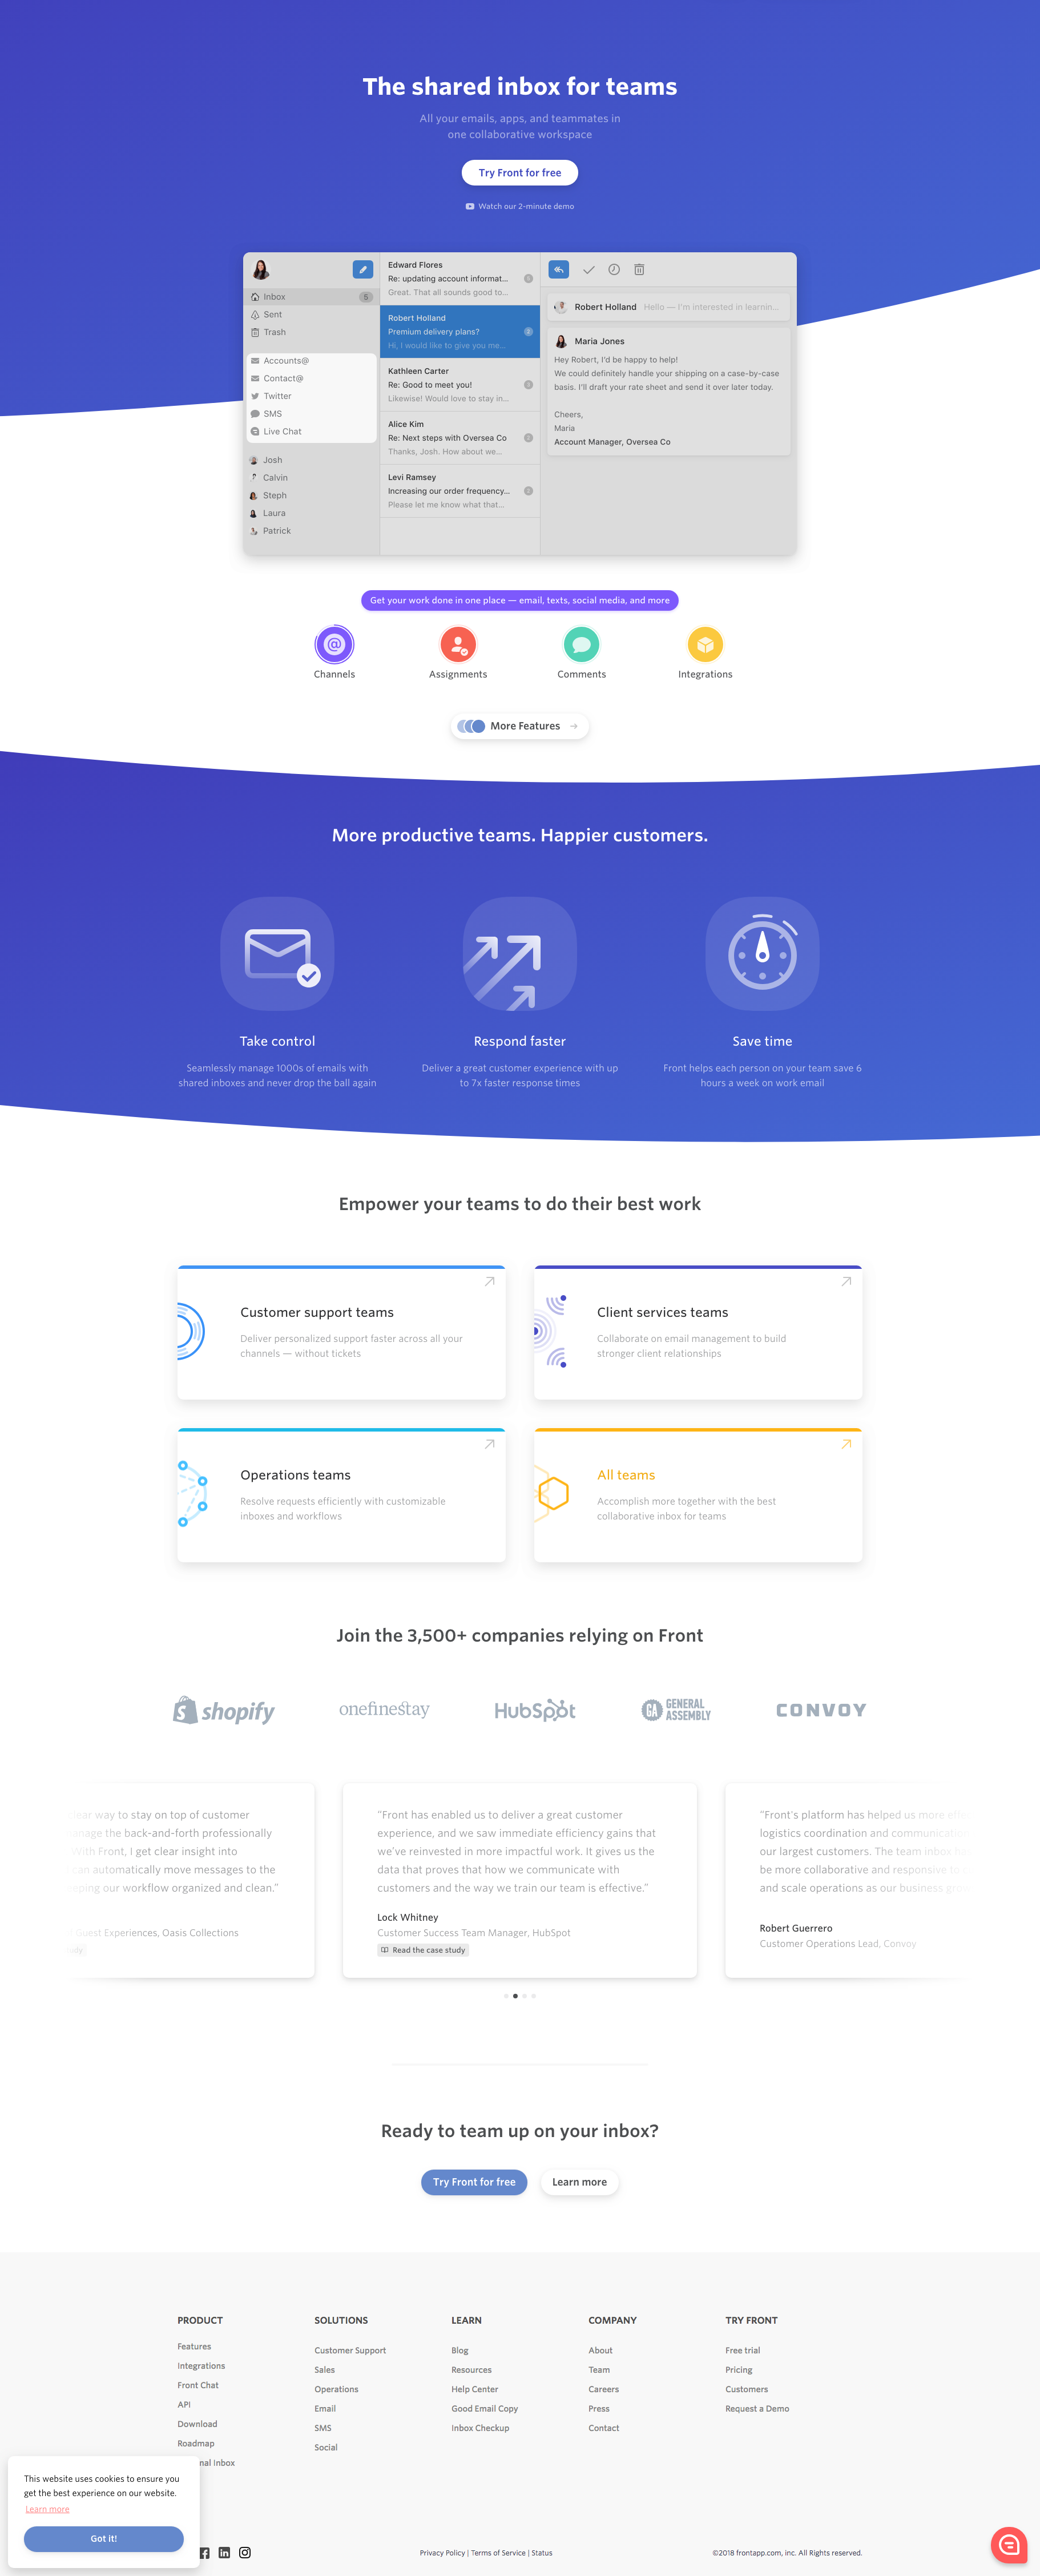 The shared inbox for teams
All your emails, apps, and teammates in
one collaborative workspace
Try Front for free
Watch our 2-minute demo
Inbox 5
Sent
Trash
Accounts@
Contact@
Twitter
SMS
Live Chat
Josh
Calvin
Steph
Laura
Patrick
Edward Flores
Re: updating account informat...
Great. That all sounds good to...
Robert Holland
Premium delivery plans?
Hi, I would like to give you me...
Kathleen Carter
Re: Good to meet you!
Likewise! Would love to stay in...
Alice Kim
Re: Next steps with Oversea Co
Thanks, Josh. How about we...
Levi Ramsey
Increasing our order frequency...
Please let me know what that...
Robert Holland Hello — I'm interested in learnin...
Maria Jones
Hey Robert, I'd be happy to help!
We could definitely handle your shipping on a case-by-case
basis. I'll draft your rate sheet and send it over later today.
Cheers,
Maria
Account Manager, Oversea Co
Get your work done in one place — email, texts, social media, and more
Channels
Assignments
Comments
Integrations
More Features
More productive teams. Happier customers.
Take control
Seamlessly manage 1000s of emails with
shared inboxes and never drop the ball again
Respond faster
Deliver a great customer experience with up
to 7x faster response times
Save time
Front helps each person on your team save 6
hours a week on work email
Empower your teams to do their best work
Customer support teams
Deliver personalized support faster across all your
channels — without tickets
Client services teams
Collaborate on email management to build
stronger client relationships
Operations teams
Resolve requests efficiently with customizable
inboxes and workflows
All teams
Accomplish more together with the best
collaborative inbox for teams
Join the 3,500+ companies relying on Front
shopify
onefinestay
HubSpot
GA GENERAL
ASSEMBLY
CONVOY
way to stay on top of customer
the back-and-forth professionally
With Front, I get clear insight into
can automatically move messages to the
our workflow organized and clean.”
Guest Experiences, Oasis Collections
“Front has enabled us to deliver a great customer
experience, and we saw immediate efficiency gains that
we've reinvested in more impactful work. It gives us the
data that proves that how we communicate with
customers and the way we train our team is effective.”
Lock Whitney
Customer Success Team Manager, HubSpot
Read the case study
“Front's platform has helped us more
logistics coordination and communication
our largest customers. The team inbox
be more collaborative and responsive
and scale operations as our business
Robert Guerrero
Customer Operations Lead, Convoy
Ready to team up on your inbox?
Try Front for free
Learn more
PRODUCT
Features
Integrations
Front Chat
API
Download
Roadmap
Inbox
SOLUTIONS
Customer Support
Sales
Operations
Email
SMS
Social
LEARN
Blog
Resources
Help Center
Good Email Copy
Inbox Checkup
COMPANY
About
Team
Careers
Press
Contact
TRY FRONT
Free trial
Pricing
Customers
Request a Demo
This website uses cookies to ensure you
get the best experience on our website.
Learn more
Got it!
Privacy Policy | Terms of Service | Status
©2018 frontapp.com, inc. All Rights reserved.